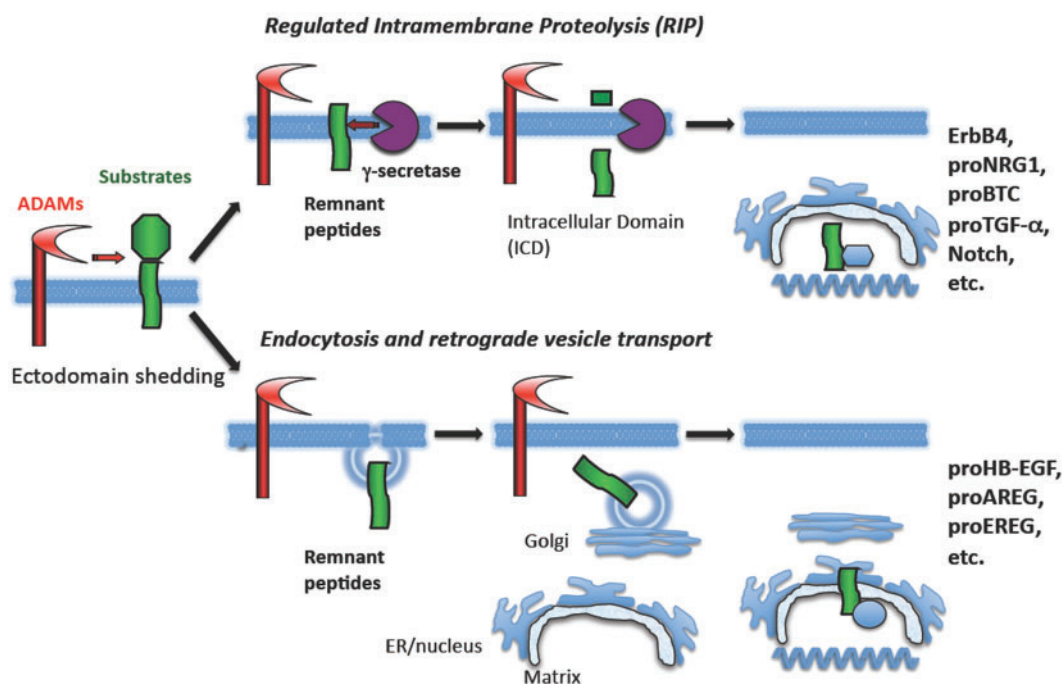 Regulated Intramembrane Proteolysis (RIP)
Substrates
ADAMs
γ-secretase
Remnant
peptides
Intracellular Domain
(ICD)
ErbB4,
proNRG1,
proBTC
proTGF-α,
Notch,
etc.
Ectodomain shedding
Endocytosis and retrograde vesicle transport
Remnant
peptides
Golgi
ER/nucleus
Matrix
proHB-EGF,
proAREG,
proEREG,
etc.